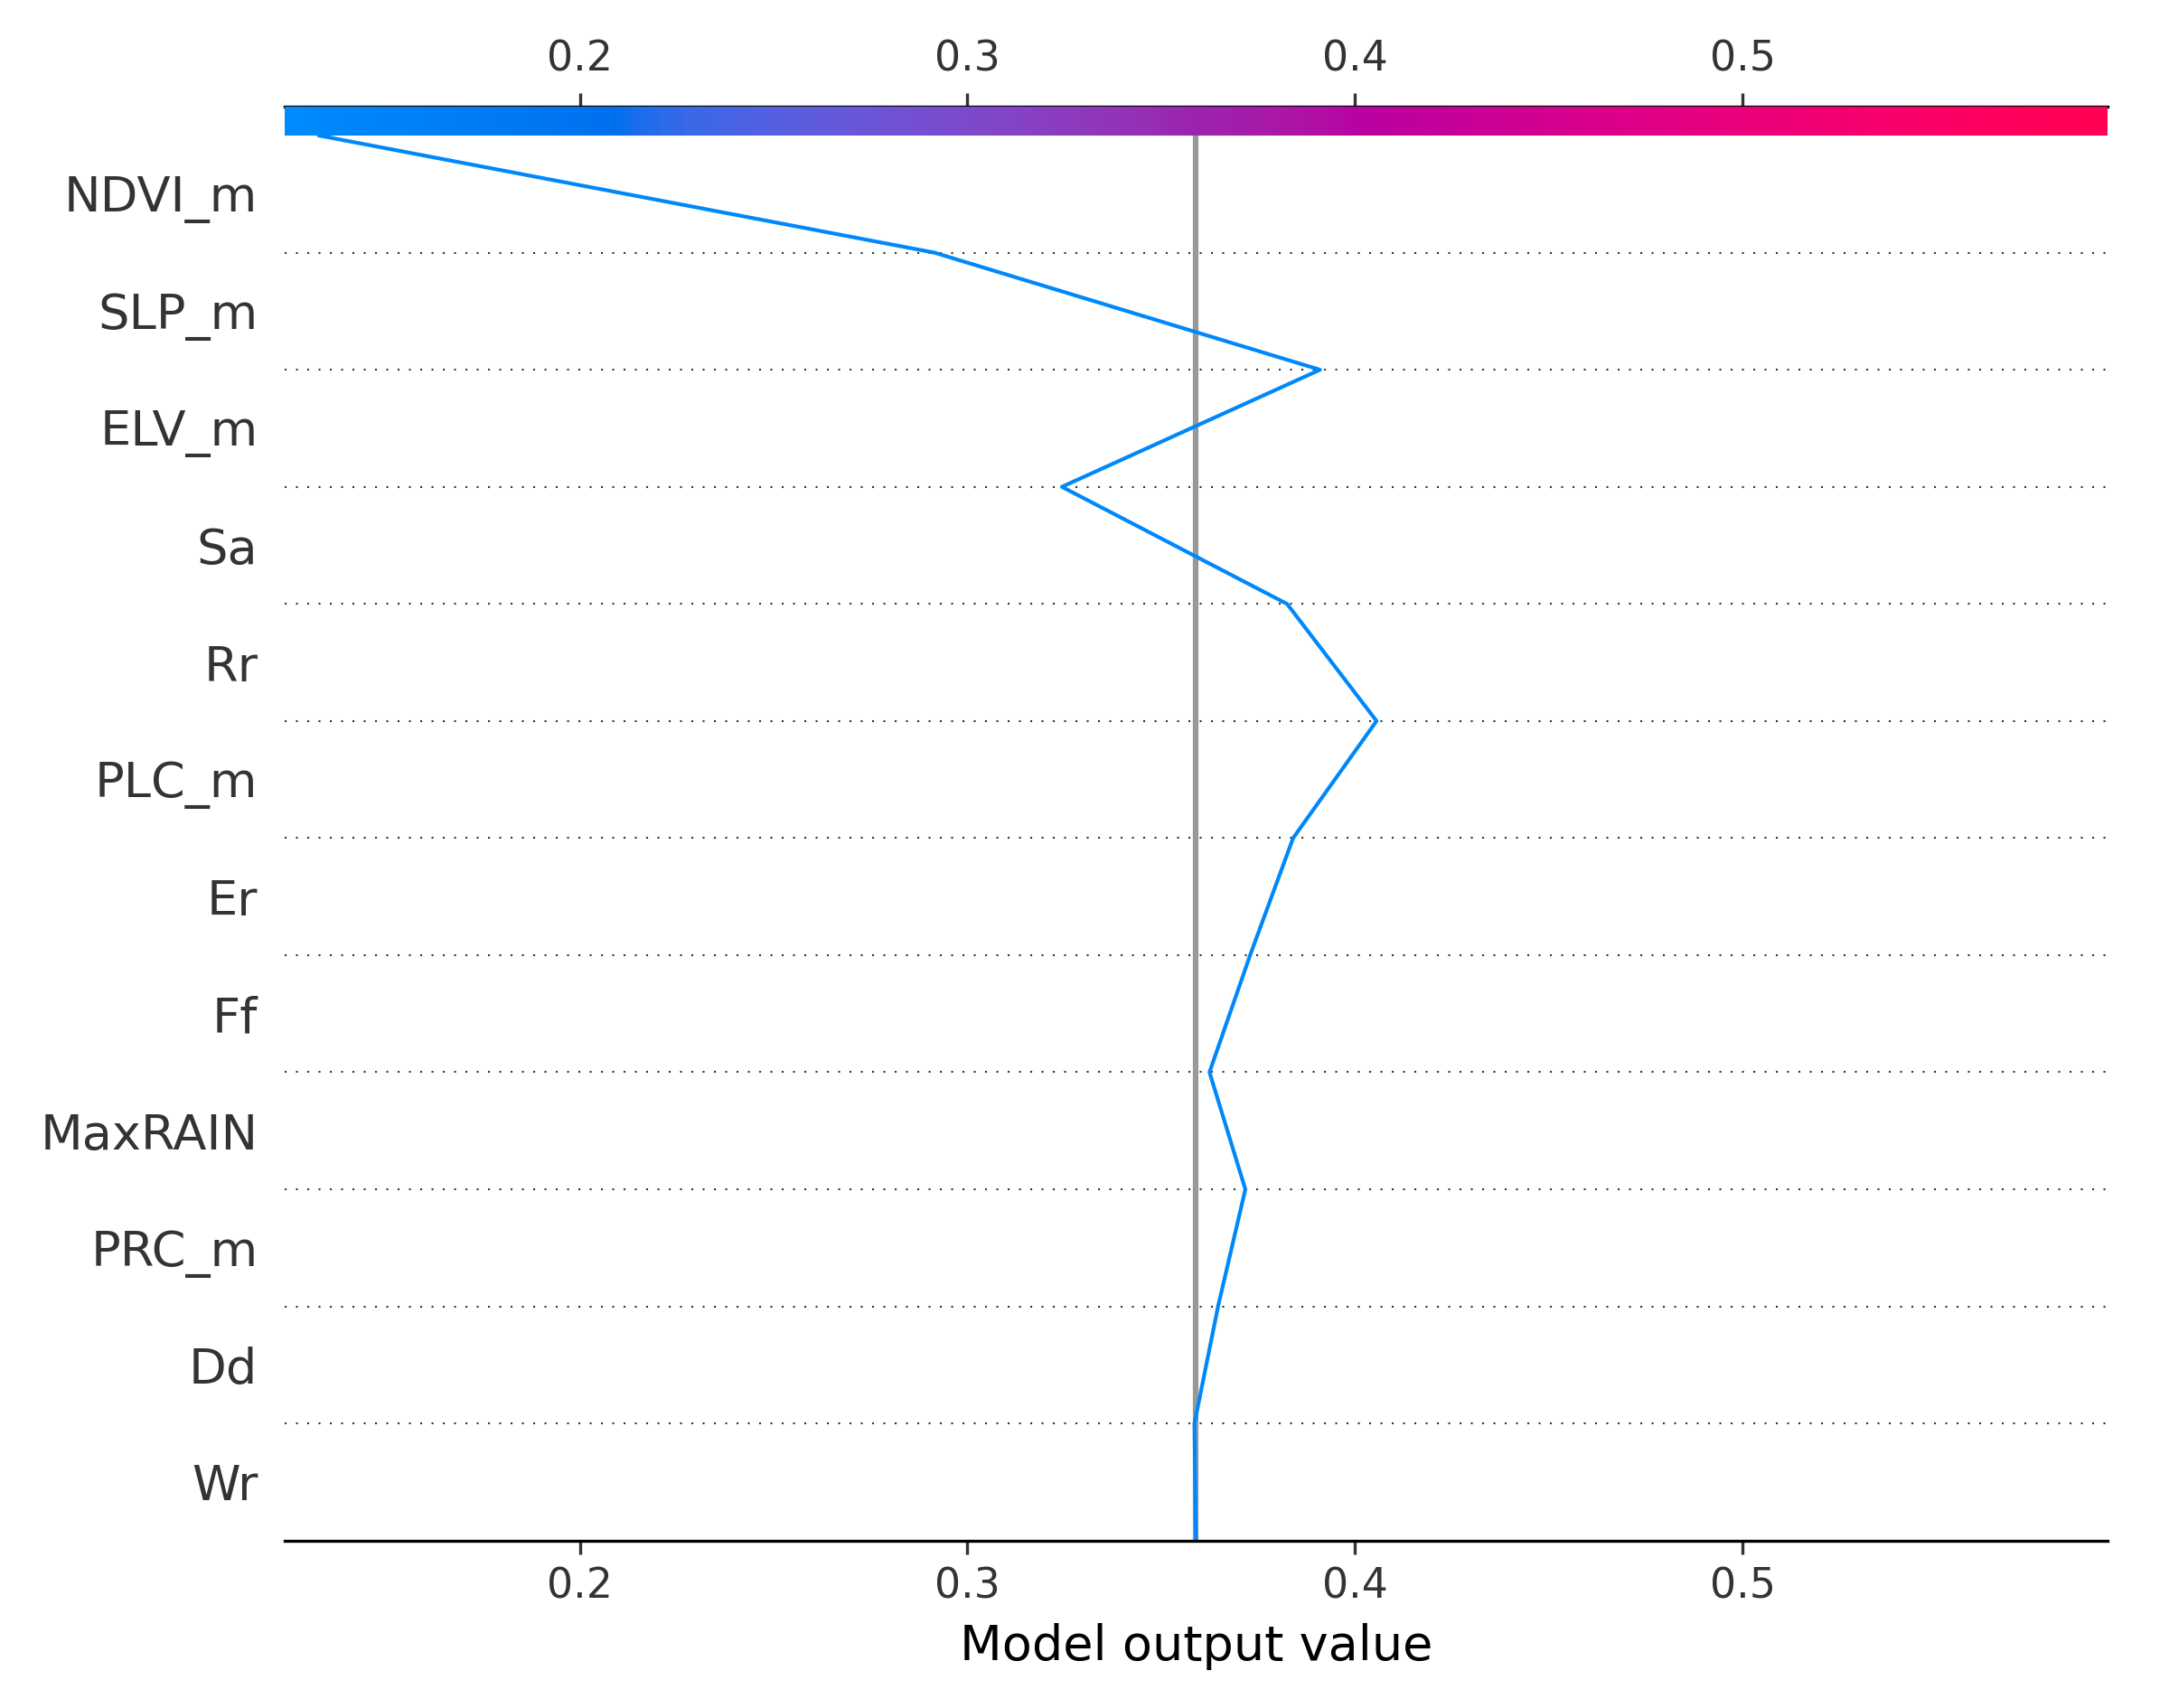 0.2 0.3 0.4 0.5
NDVI_m
SLP_m
ELV_m
Sa
Rr
PLC_m
Er
Ff
MaxRAIN
PRC_m
Dd
Wr
0.2 0.3 0.4 0.5
Model output value